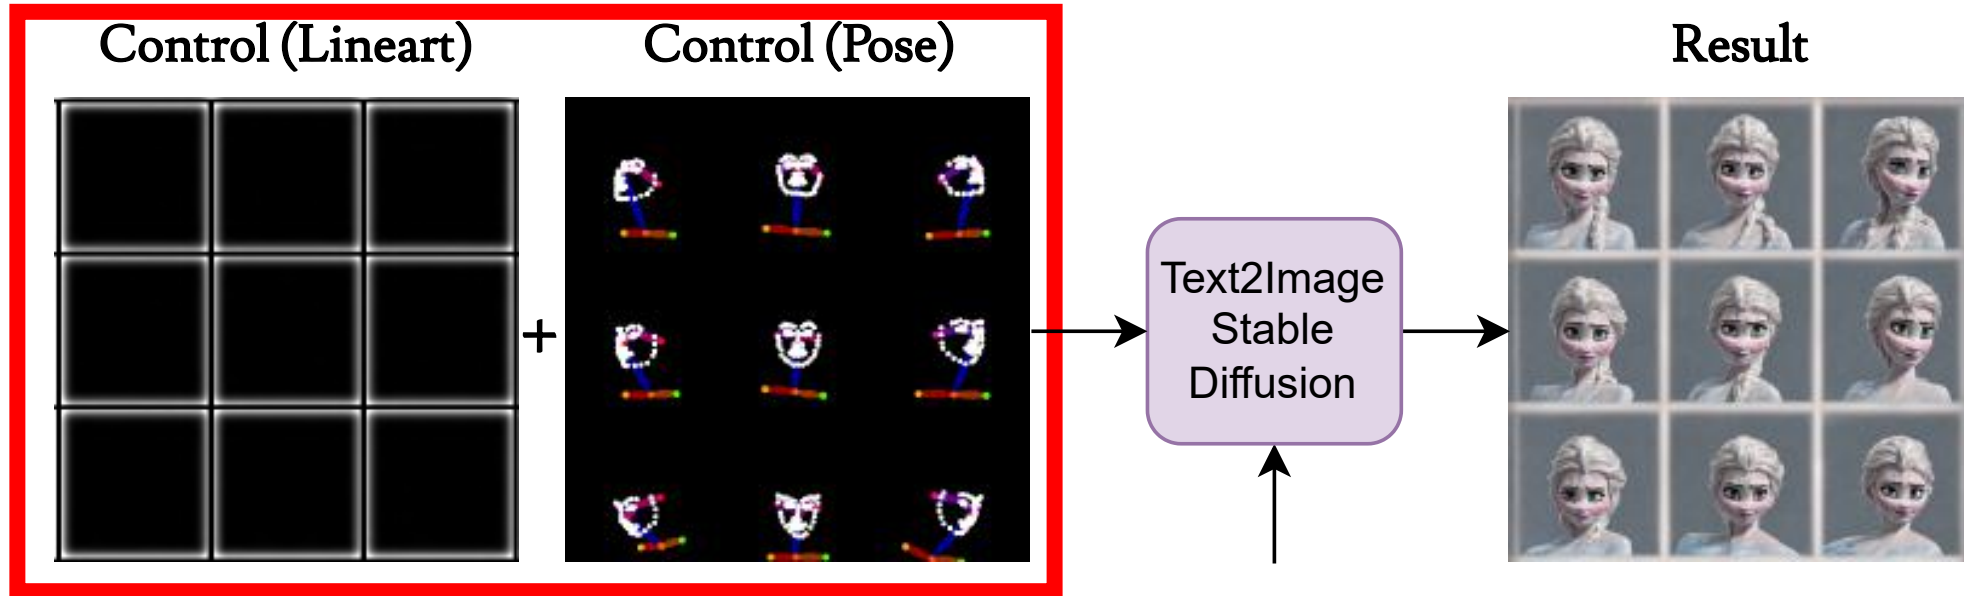 Control (Lineart)
Control (Pose)
Result
+
Text2Image
Stable
Diffusion